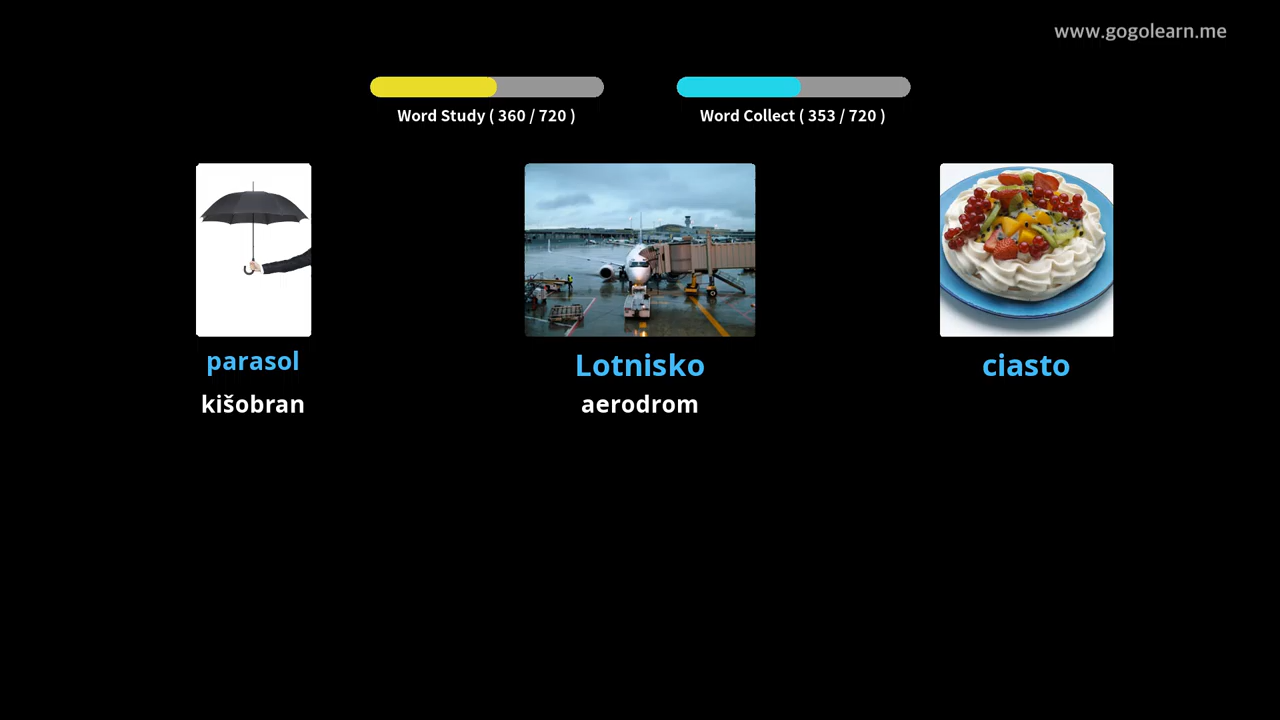 www.gogolearn.me
Word Study ( 360 / 720 )
Word Collect ( 353 / 720 )
parasol
kišobran
Lotnisko
aerodrom
ciasto